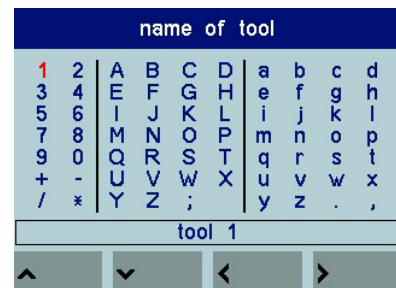 name of tool
1 2 A B C D a b c d
3 4 E F G H e f g h
5 6 I J K L i j k l
7 8 M N O P m n o p
9 0 Q R S T q r s t
+ - U V W X u v w x
/ * Y Z ; y z . ,
tool 1